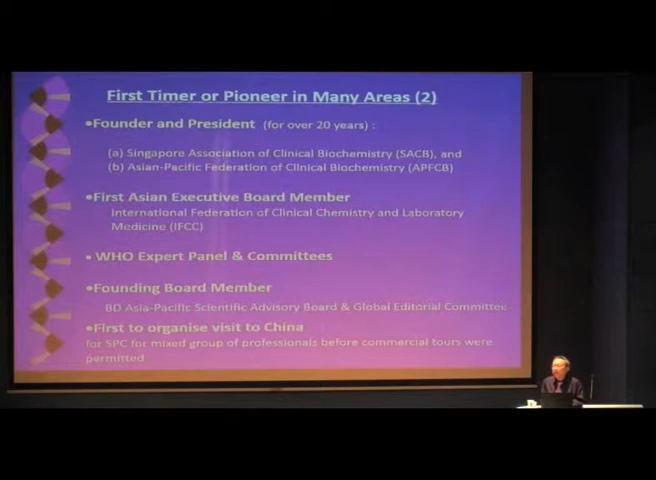 First Timer or Pioneer in Many Areas (2)
•Founder and President (for over 20 years) :
(a) Singapore Association of Clinical Biochemistry (SACB), and
(b) Asian-Pacific Federation of Clinical Biochemistry (APFCB)
•First Asian Executive Board Member
International Federation of Clinical Chemistry and Laboratory
Medicine (IFCC)
• WHO Expert Panel & Committees
•Founding Board Member
BD Asia-Pacific Scientific Advisory Board & Global Editorial Committee
•First to organise visit to China
for SPC for mixed group of professionals before commercial tours were
permitted